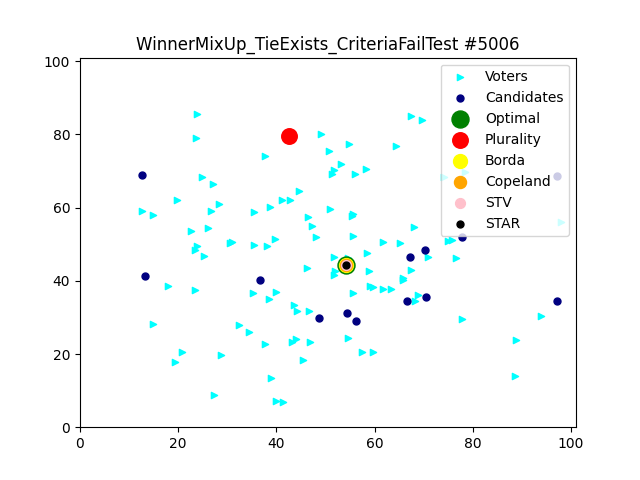 WinnerMixUp_TieExists_CriteriaFailTest #5006
100
80
60
40
20
0
0
20
40
60
80
100
Voters
Candidates
Optimal
Plurality
Borda
Copeland
STV
STAR